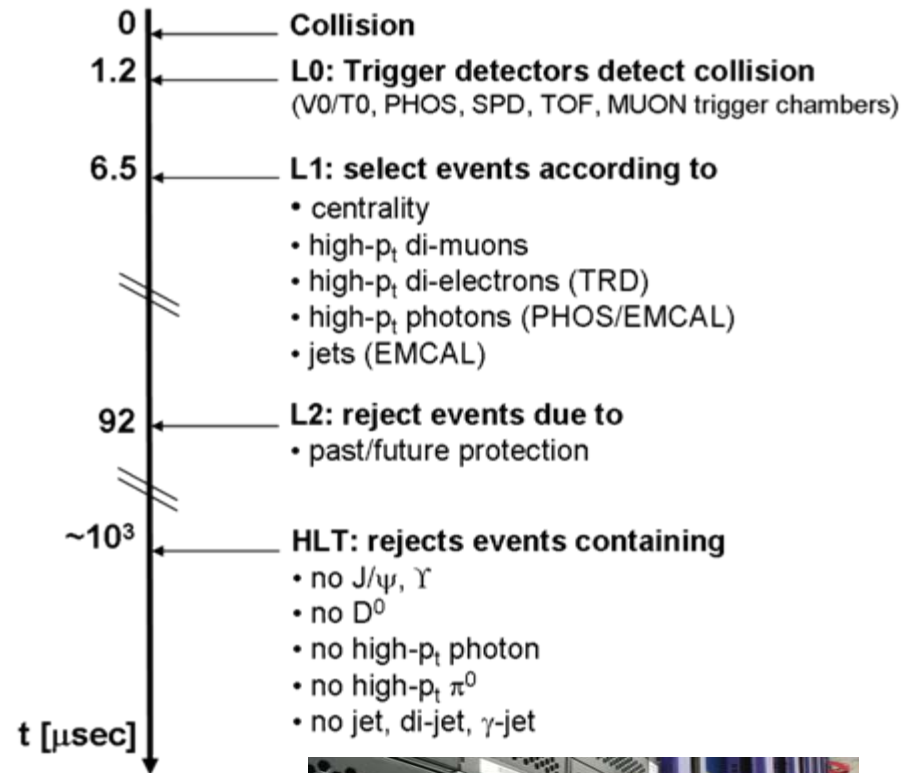 0 Collision
1.2 L0: Trigger detectors detect collision
(V0/T0, PHOS, SPD, TOF, MUON trigger chambers)
6.5 L1: select events according to
• centrality
• high-pt di-muons
• high-pt di-electrons (TRD)
• high-pt photons (PHOS/EMCAL)
• jets (EMCAL)
92 L2: reject events due to
• past/future protection
~10³ HLT: rejects events containing
• no J/ψ, ϒ
• no D⁰
• no high-pt photon
• no high-pt π⁰
• no jet, di-jet, γ-jet
t [μsec]